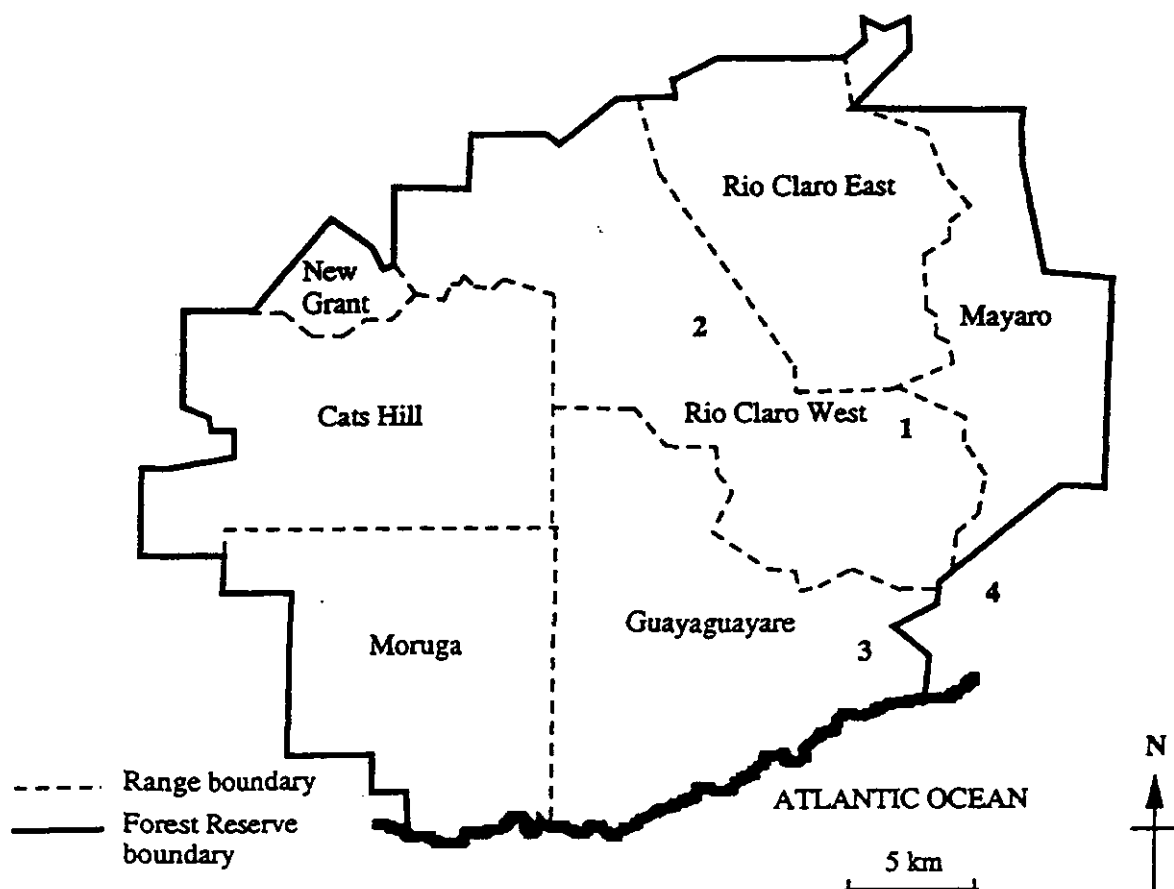 Rio Claro East
New
Grant
Mayaro
2
Cats Hill
Rio Claro West
1
4
Guayaguayare
3
Moruga
N
Range boundary
ATLANTIC OCEAN
Forest Reserve
boundary
5 km